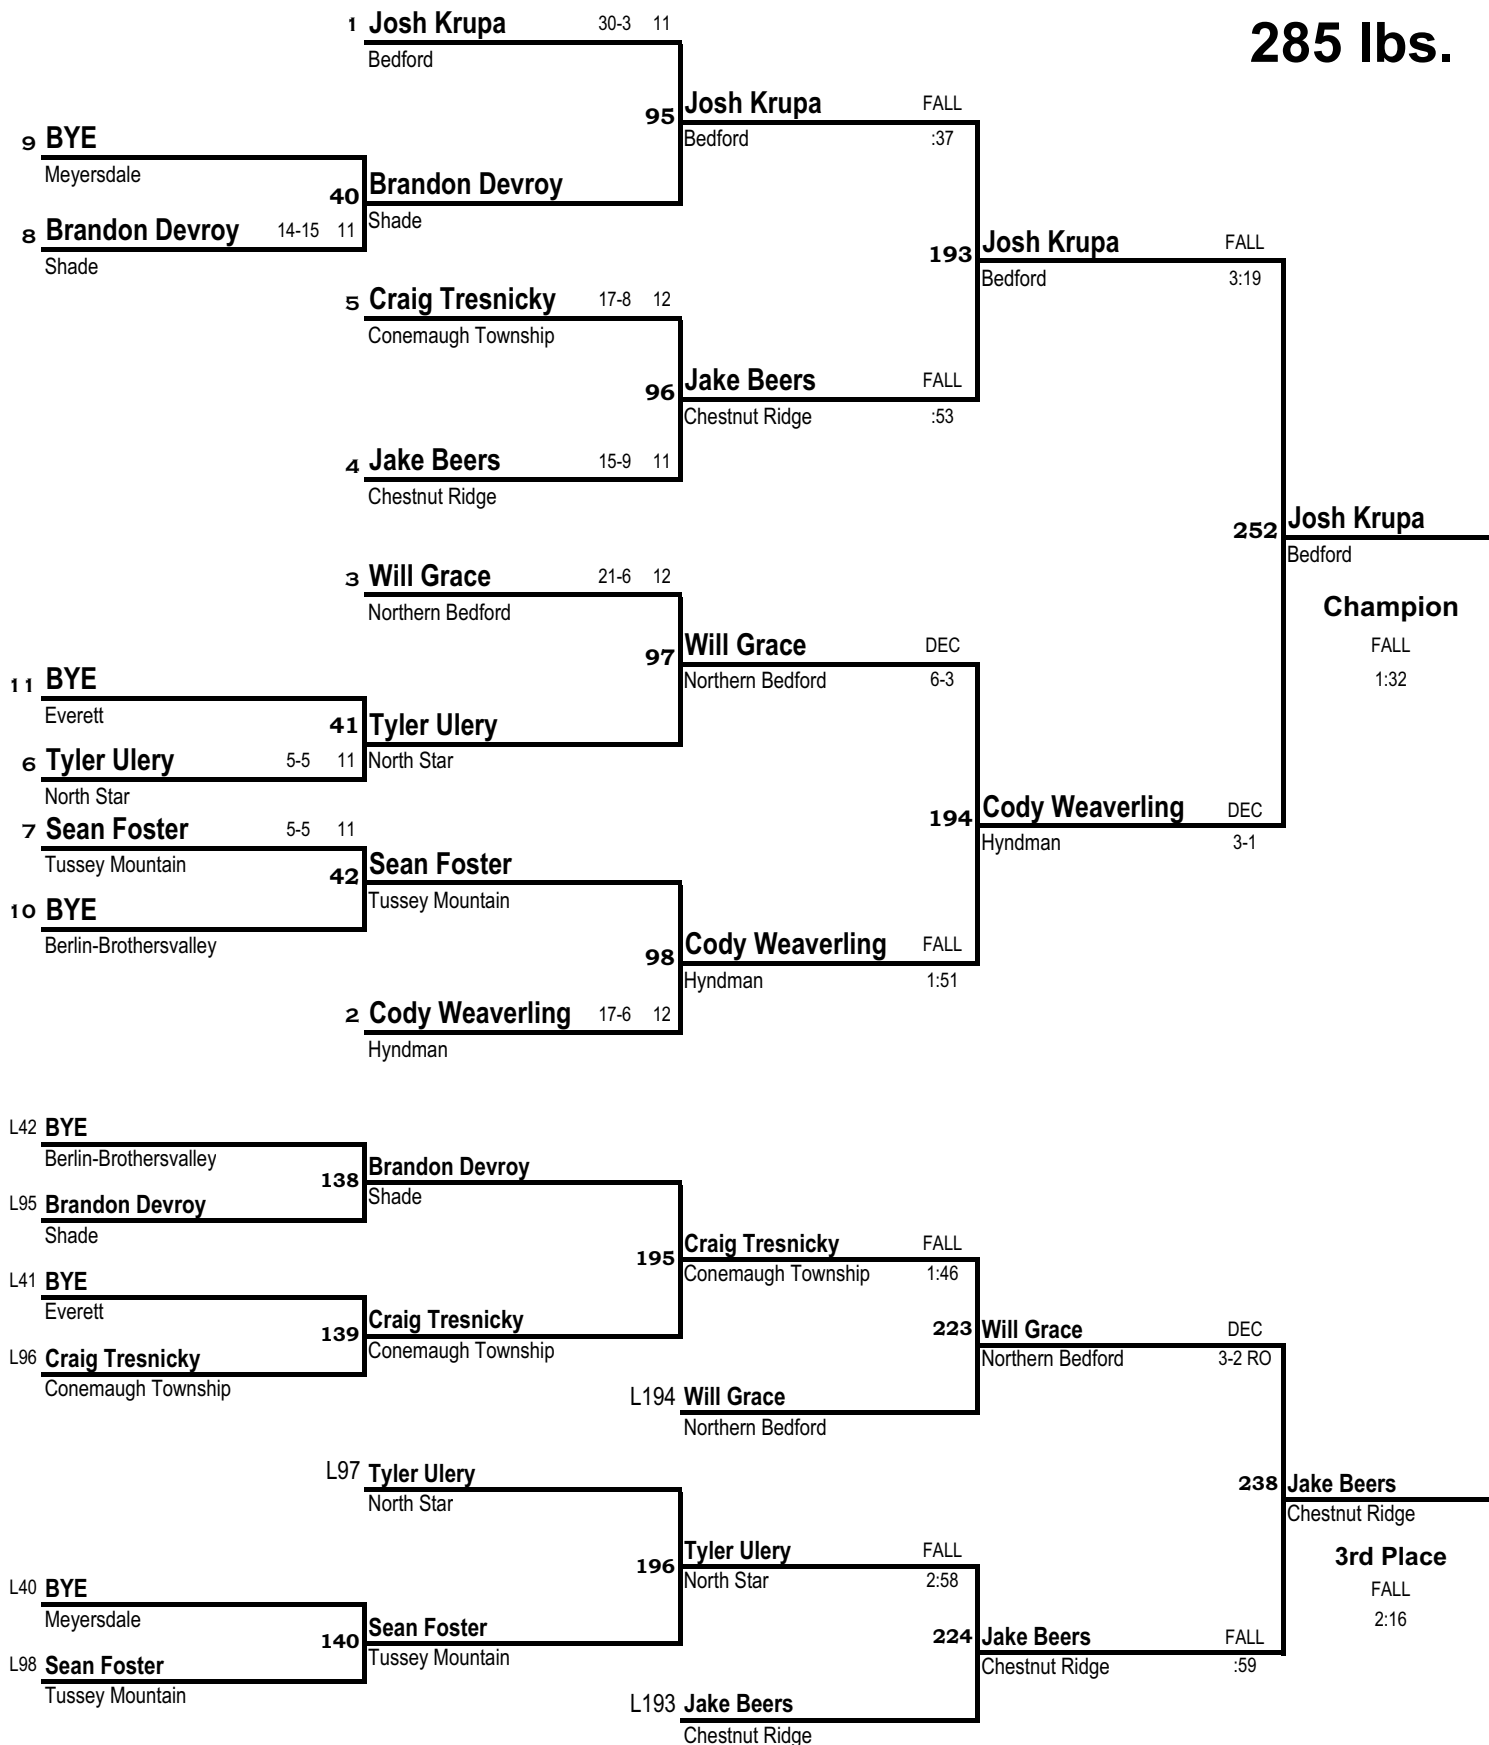 285 lbs.
1 Josh Krupa 30-3 11
Bedford
95 Josh Krupa FALL
Bedford :37
9 BYE
Meyersdale
40 Brandon Devroy
Shade
8 Brandon Devroy 14-15 11
Shade
193 Josh Krupa FALL
Bedford 3:19
5 Craig Tresnicky 17-8 12
Conemaugh Township
96 Jake Beers FALL
Chestnut Ridge :53
4 Jake Beers 15-9 11
Chestnut Ridge
252 Josh Krupa
Bedford
Champion
FALL
1:32
3 Will Grace 21-6 12
Northern Bedford
97 Will Grace DEC
Northern Bedford 6-3
11 BYE
Everett
41 Tyler Ulery
North Star
6 Tyler Ulery 5-5 11
North Star
194 Cody Weaverling DEC
Hyndman 3-1
7 Sean Foster 5-5 11
Tussey Mountain
42 Sean Foster
Tussey Mountain
10 BYE
Berlin-Brothersvalley
98 Cody Weaverling FALL
Hyndman 1:51
2 Cody Weaverling 17-6 12
Hyndman
L42 BYE
Berlin-Brothersvalley
138 Brandon Devroy
Shade
L95 Brandon Devroy
Shade
195 Craig Tresnicky FALL
Conemaugh Township 1:46
L41 BYE
Everett
139 Craig Tresnicky
Conemaugh Township
L96 Craig Tresnicky
Conemaugh Township
223 Will Grace DEC
Northern Bedford 3-2 RO
L194 Will Grace
Northern Bedford
L97 Tyler Ulery
North Star
238 Jake Beers
Chestnut Ridge
3rd Place
FALL
2:16
196 Tyler Ulery FALL
North Star 2:58
L40 BYE
Meyersdale
140 Sean Foster
Tussey Mountain
L98 Sean Foster
Tussey Mountain
224 Jake Beers FALL
Chestnut Ridge :59
L193 Jake Beers
Chestnut Ridge